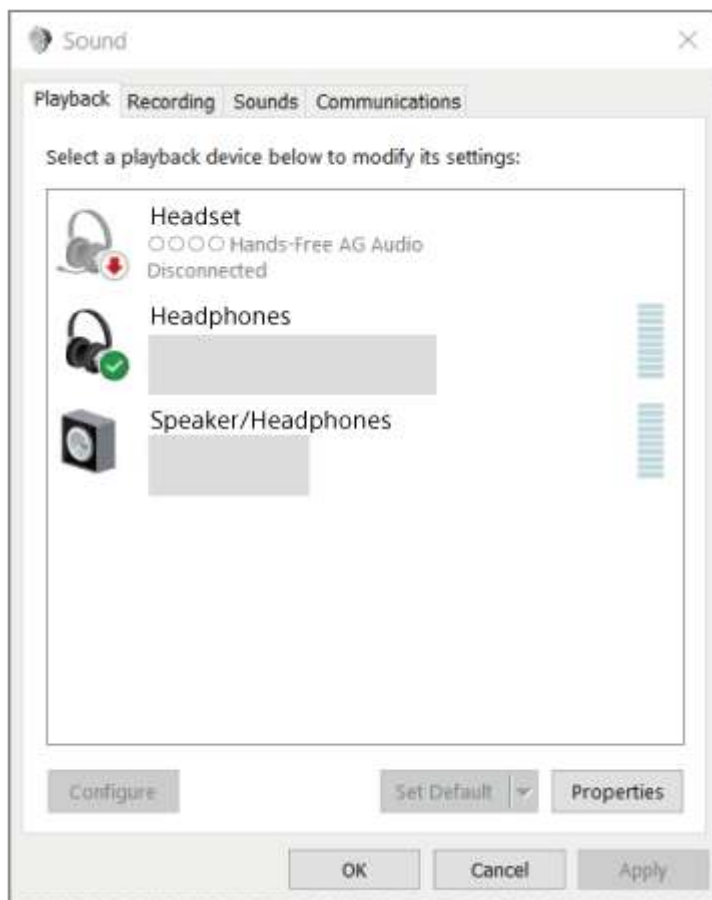 Sound
Playback Recording Sounds Communications
Select a playback device below to modify its settings:
Headset
○○○○ Hands-Free AG Audio
Disconnected
Headphones
Speaker/Headphones
Configure Set Default Properties
OK Cancel Apply